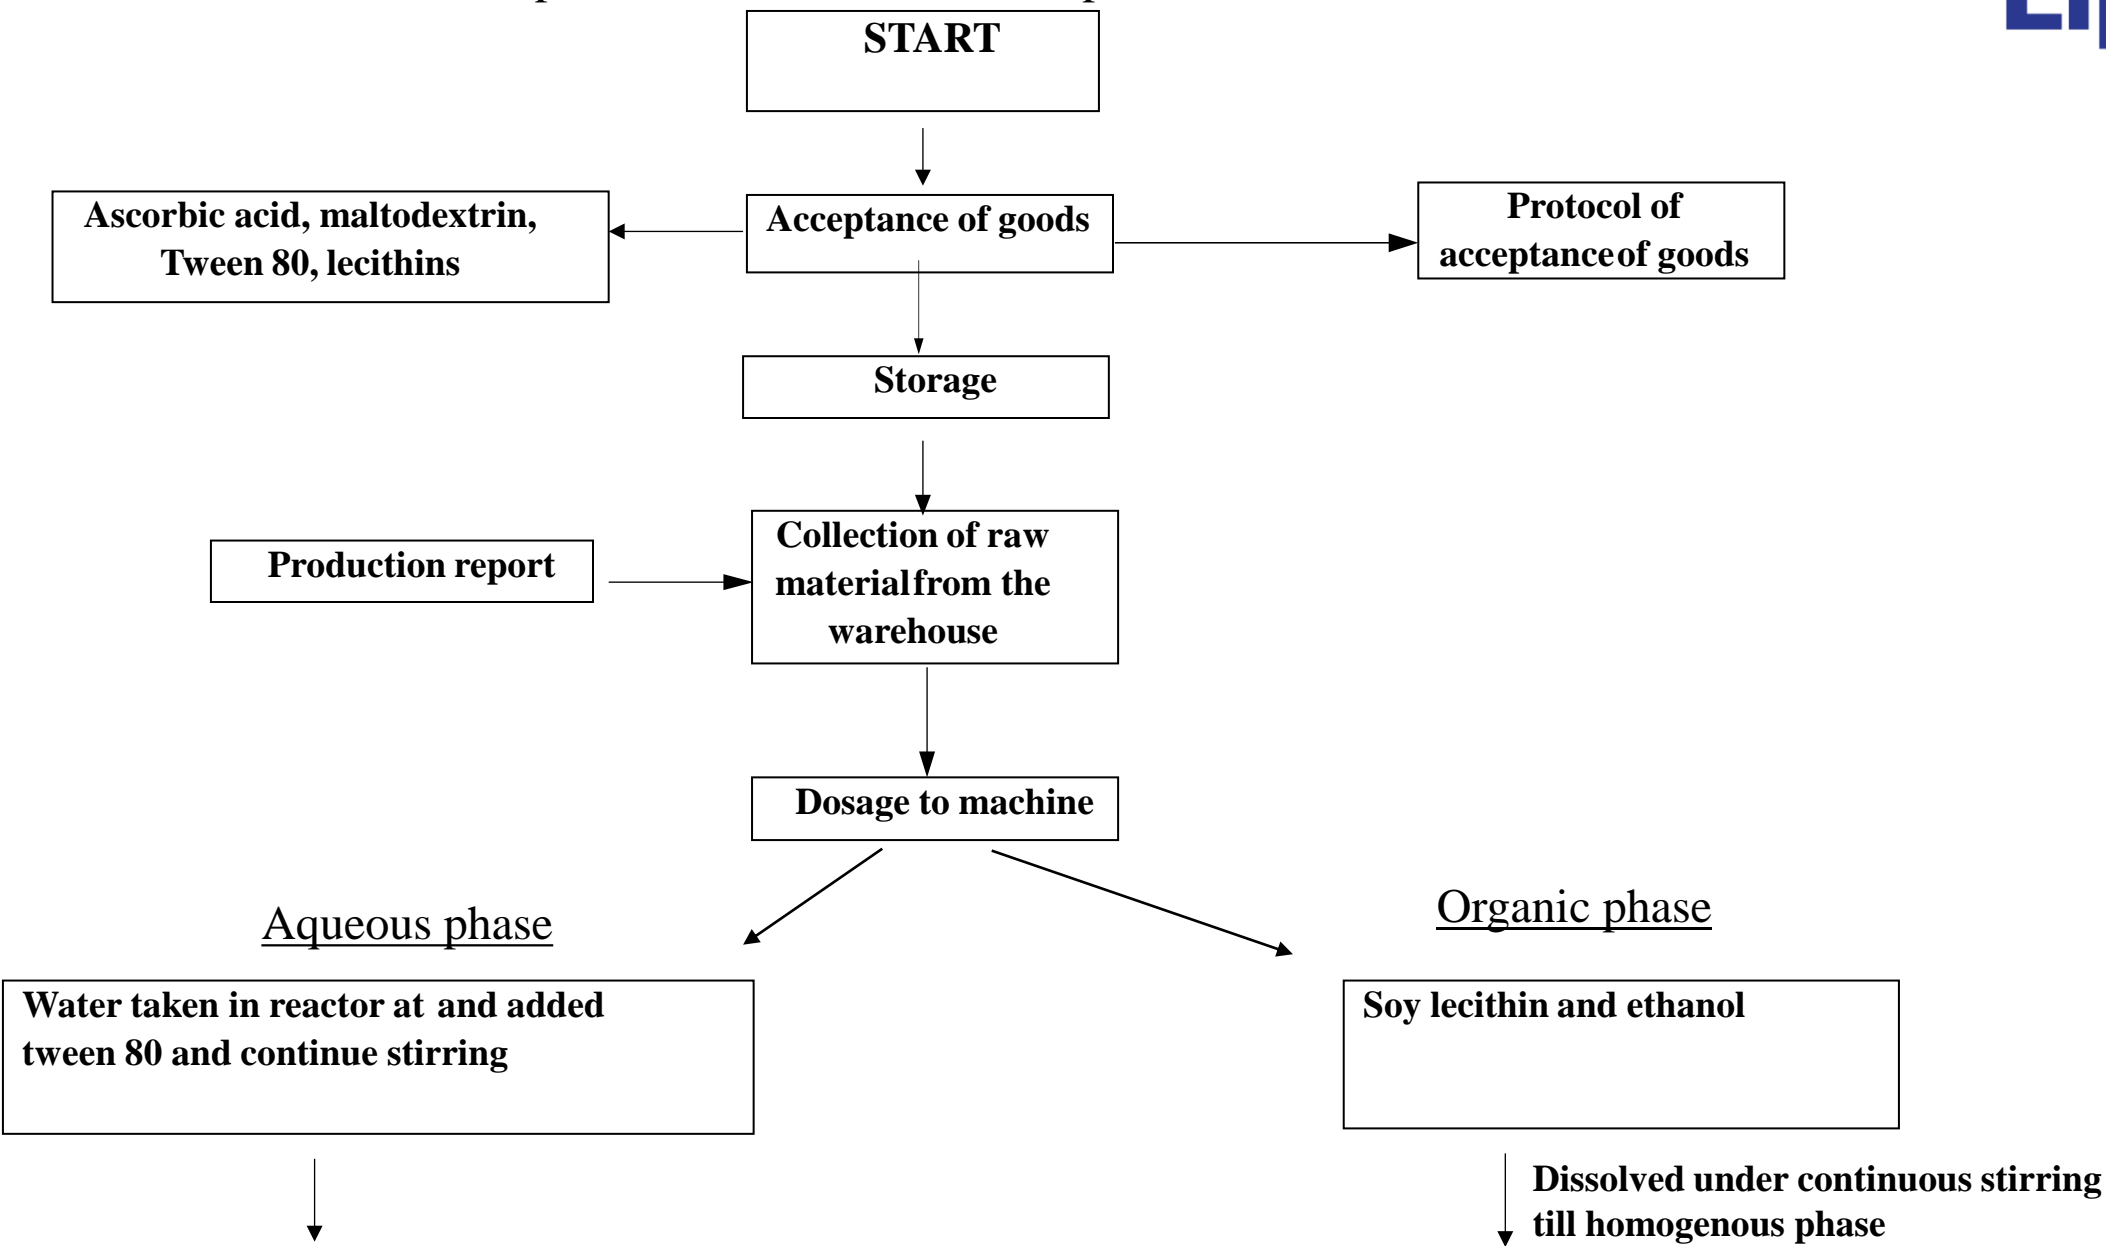 START
Ascorbic acid, maltodextrin,
Tween 80, lecithins
Acceptance of goods
Protocol of
acceptance of goods
Storage
Production report
Collection of raw
material from the
warehouse
Dosage to machine
Aqueous phase
Organic phase
Water taken in reactor at and added
tween 80 and continue stirring
Soy lecithin and ethanol
Dissolved under continuous stirring
till homogenous phase